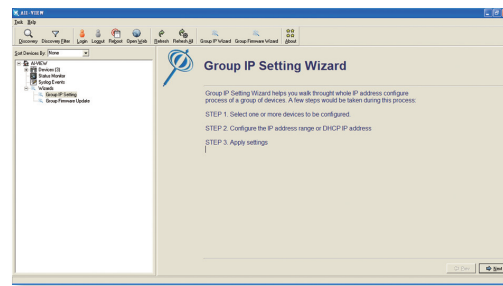 AII-VIEW
Task Help
Discovery Discovery Filter Login Logout Reboot Open Web Refresh Refresh All Group IP Wizard Group Firmware Wizard About
Sort Devices By: None
AII-VIEW
Devices (3)
Status Monitor
Syslog Events
Wizards
Group IP Setting
Group Firmware Update
Group IP Setting Wizard
Group IP Setting Wizard helps you walk throught whole IP address configure
process of a group of devices. A few steps would be taken during this process:
STEP 1. Select one or more devices to be configured.
STEP 2. Configure the IP address range or DHCP IP address
STEP 3. Apply settings
Next